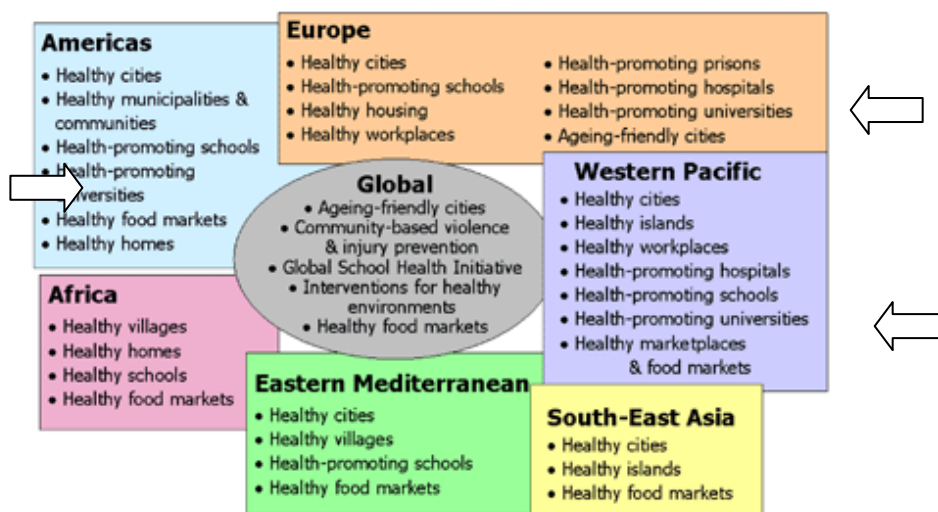 Americas
• Healthy cities
• Healthy municipalities &
communities
• Health-promoting schools
• Health-promoting
• Healthy food markets
• Healthy homes
Europe
• Healthy cities
• Health-promoting schools
• Healthy housing
• Healthy workplaces
• Health-promoting prisons
• Health-promoting hospitals
• Health-promoting universities
• Ageing-friendly cities
Global
• Ageing-friendly cities
• Community-based violence
& injury prevention
• Global School Health Initiative
• Interventions for healthy
environments
• Healthy food markets
Western Pacific
• Healthy cities
• Healthy islands
• Healthy workplaces
• Health-promoting hospitals
• Health-promoting schools
• Health-promoting universities
• Healthy marketplaces
& food markets
Africa
• Healthy villages
• Healthy homes
• Healthy schools
• Healthy food markets
Eastern Mediterranean
• Healthy cities
• Healthy villages
• Health-promoting schools
• Healthy food markets
South-East Asia
• Healthy cities
• Healthy islands
• Healthy food markets